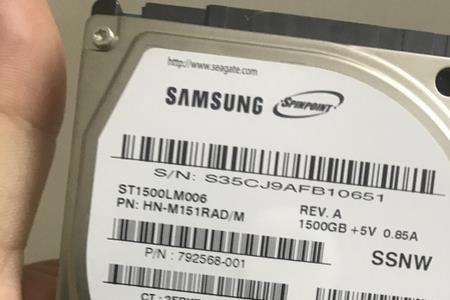 http://www.seagate.com
SAMSUNG SPINPOINT
S/N: S35CJ9AFB10651
ST1500LM006
PN: HN-M151RAD/M
REV. A
1500GB +5V 0.85A
P/N : 792568-001
SSNW